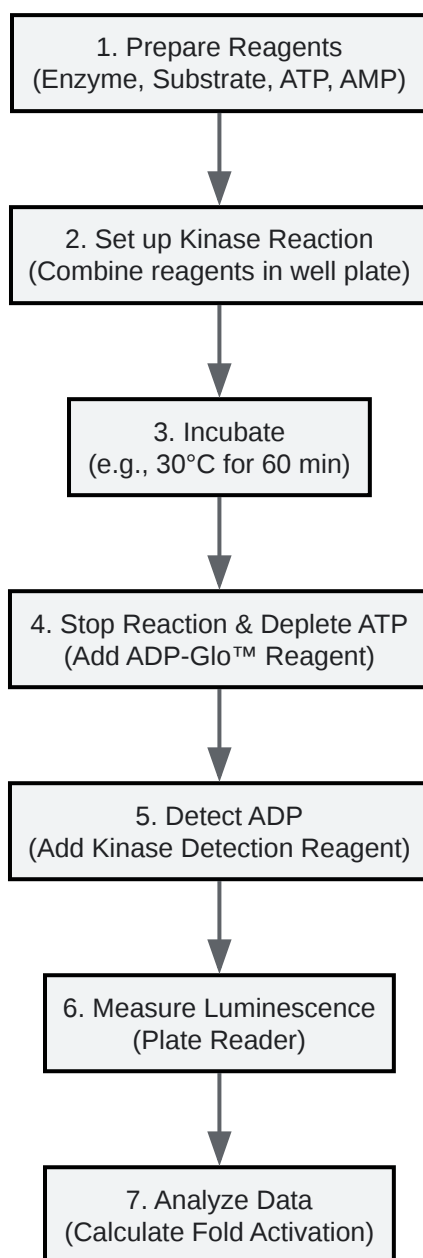 1. Prepare Reagents
(Enzyme, Substrate, ATP, AMP)
2. Set up Kinase Reaction
(Combine reagents in well plate)
3. Incubate
(e.g., 30°C for 60 min)
4. Stop Reaction & Deplete ATP
(Add ADP-Glo™ Reagent)
5. Detect ADP
(Add Kinase Detection Reagent)
6. Measure Luminescence
(Plate Reader)
7. Analyze Data
(Calculate Fold Activation)